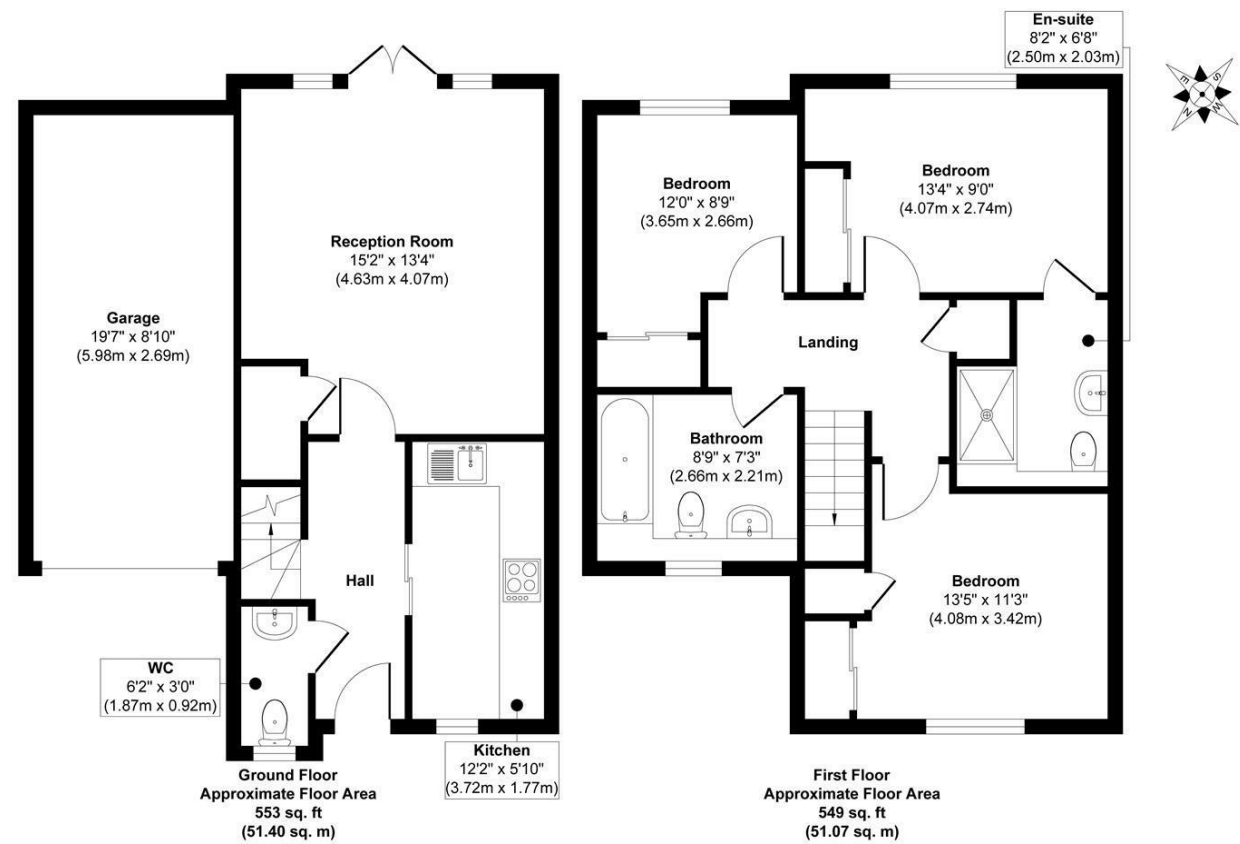 En-suite
8'2" x 6'8"
(2.50m x 2.03m)
S
E
W
N
Bedroom
12'0" x 8'9"
(3.65m x 2.66m)
Bedroom
13'4" x 9'0"
(4.07m x 2.74m)
Reception Room
15'2" x 13'4"
(4.63m x 4.07m)
Garage
19'7" x 8'10"
(5.98m x 2.69m)
Landing
Bathroom
8'9" x 7'3"
(2.66m x 2.21m)
Hall
Bedroom
13'5" x 11'3"
(4.08m x 3.42m)
WC
6'2" x 3'0"
(1.87m x 0.92m)
Kitchen
12'2" x 5'10"
(3.72m x 1.77m)
Ground Floor
Approximate Floor Area
553 sq. ft
(51.40 sq. m)
First Floor
Approximate Floor Area
549 sq. ft
(51.07 sq. m)